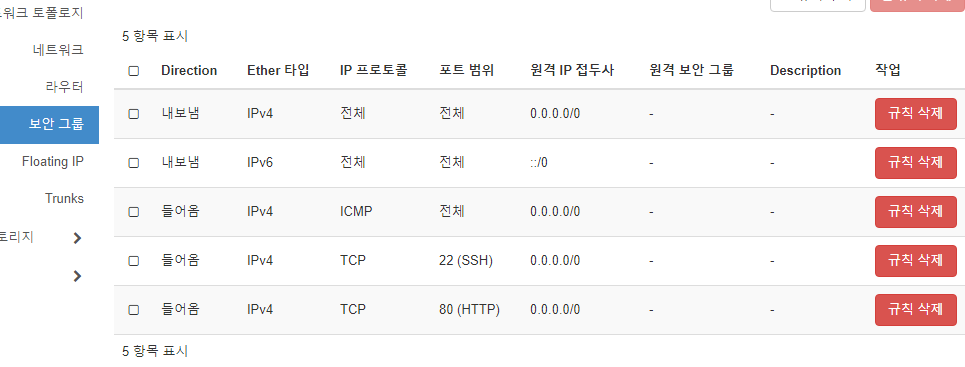 워크 토폴로지
네트워크
라우터
보안 그룹
Floating IP
Trunks
토리지
5 항목 표시
Direction Ether 타입 IP 프로토콜 포트 범위 원격 IP 접두사 원격 보안 그룹 Description 작업
내보냄 IPv4 전체 전체 0.0.0.0/0 - - 규칙 삭제
내보냄 IPv6 전체 전체 ::/0 - - 규칙 삭제
들어옴 IPv4 ICMP 전체 0.0.0.0/0 - - 규칙 삭제
들어옴 IPv4 TCP 22 (SSH) 0.0.0.0/0 - - 규칙 삭제
들어옴 IPv4 TCP 80 (HTTP) 0.0.0.0/0 - - 규칙 삭제
5 항목 표시